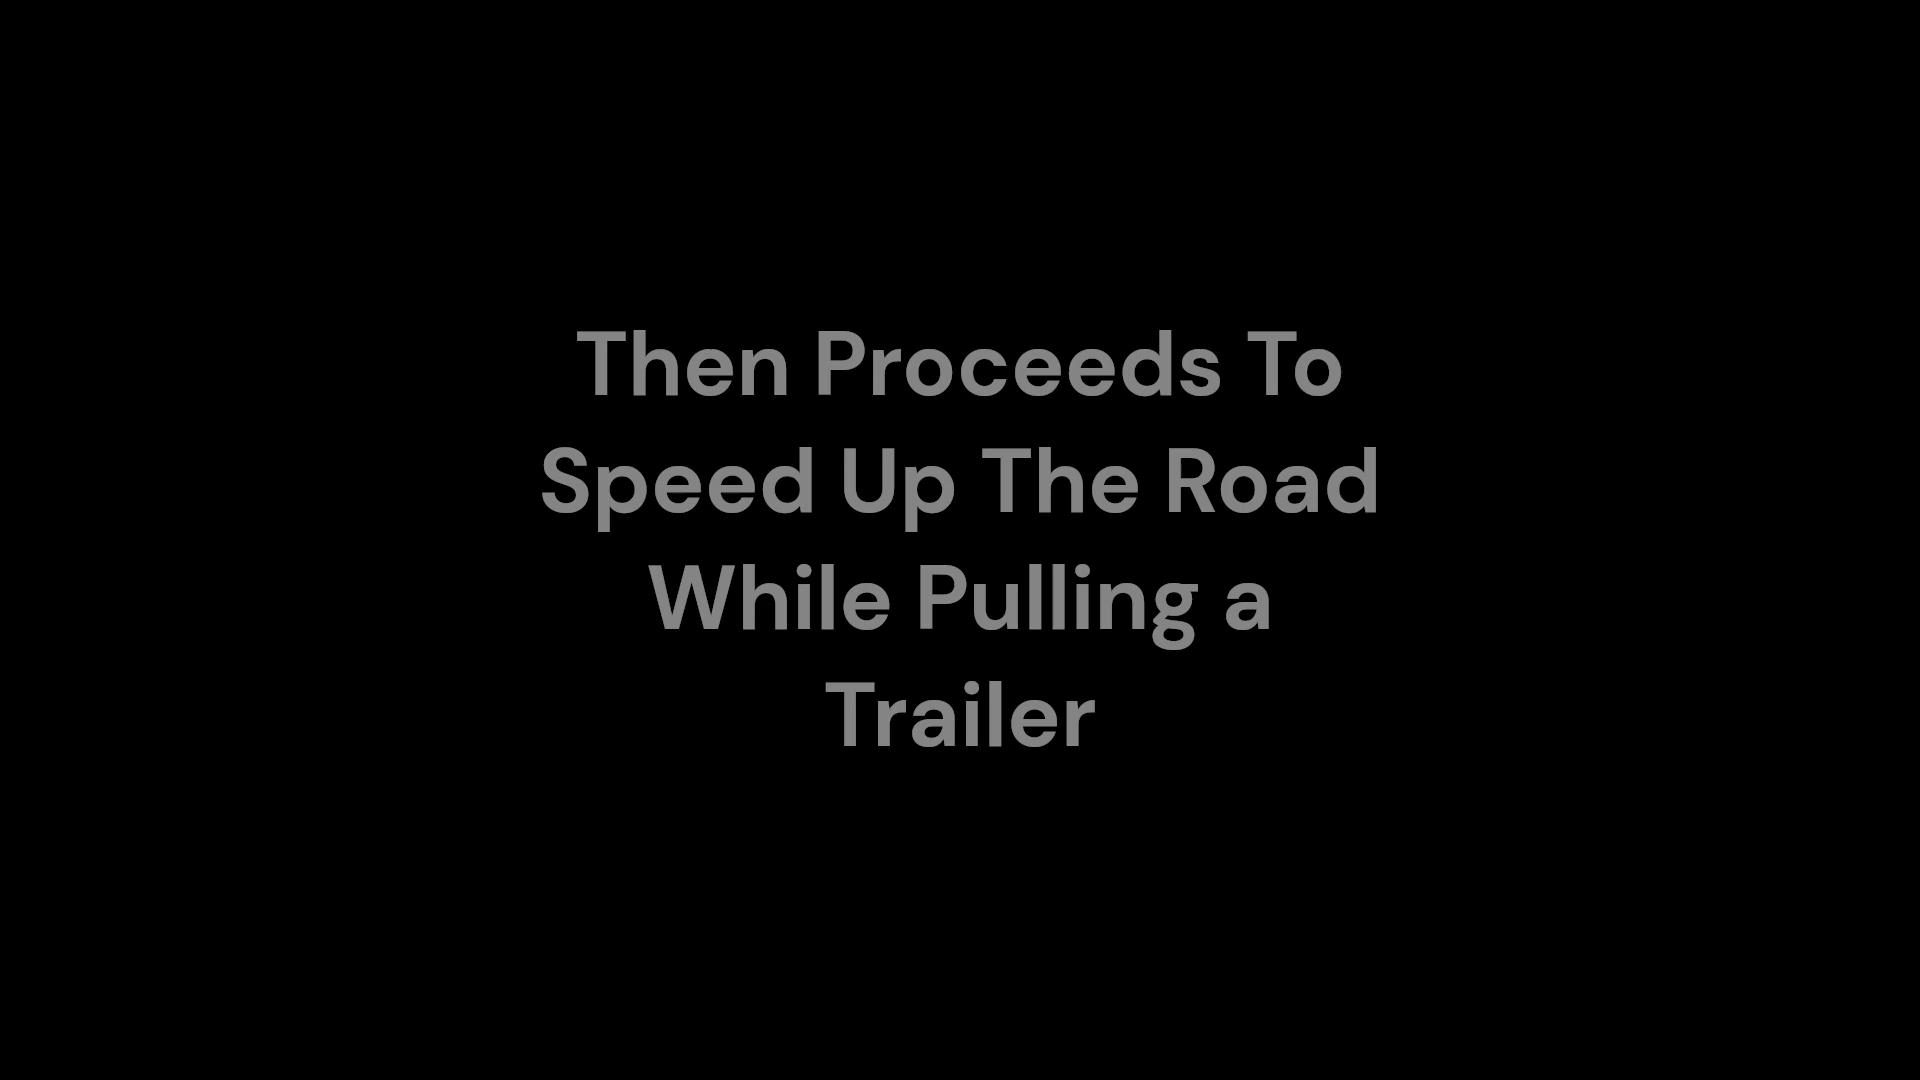 Then Proceeds To
Speed Up The Road
While Pulling a
Trailer